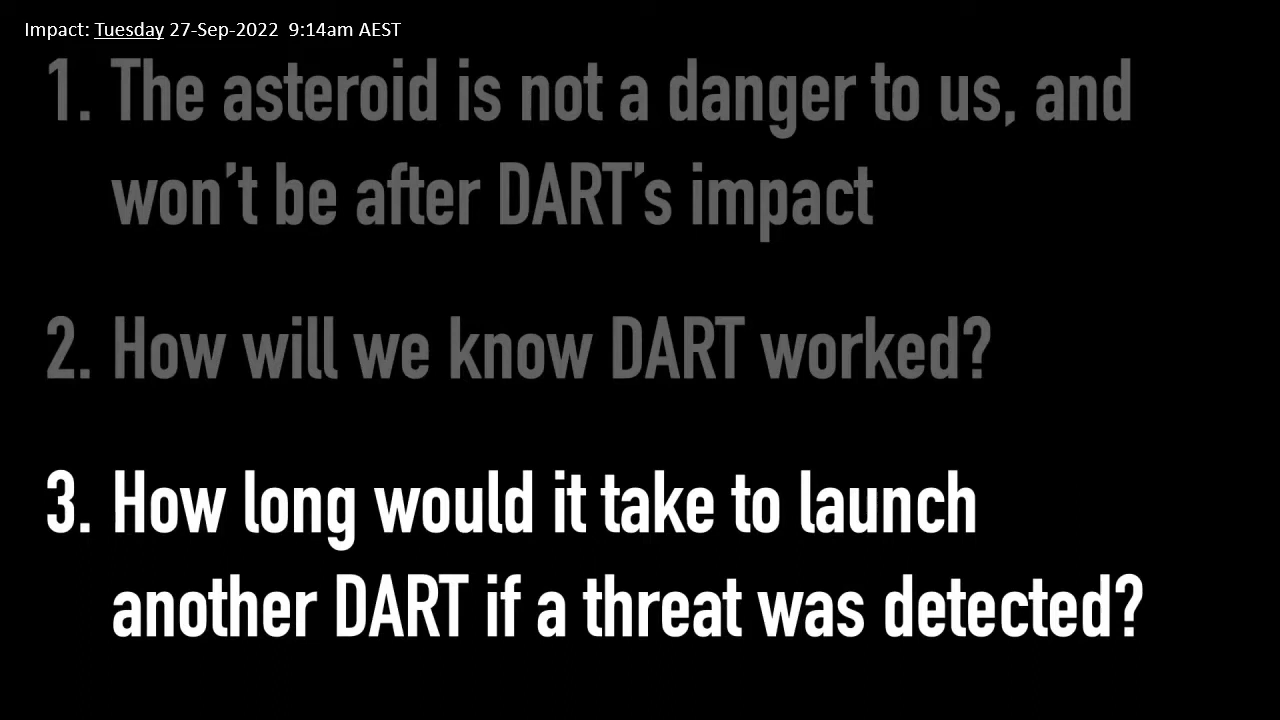 Impact: Tuesday 27-Sep-2022 9:14am AEST
1. The asteroid is not a danger to us, and
won't be after DART's impact
2. How will we know DART worked?
3. How long would it take to launch
another DART if a threat was detected?